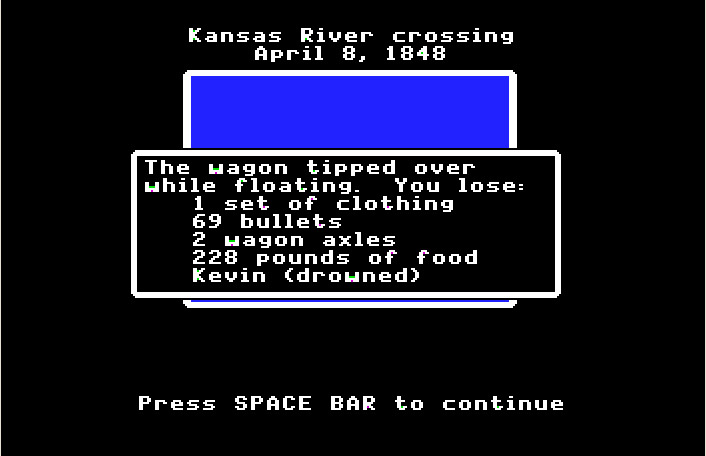 Kansas River crossing
April 8, 1848
The wagon tipped over
while floating.  You lose:
1 set of clothing
69 bullets
2 wagon axles
228 pounds of food
Kevin (drowned)
Press SPACE BAR to continue